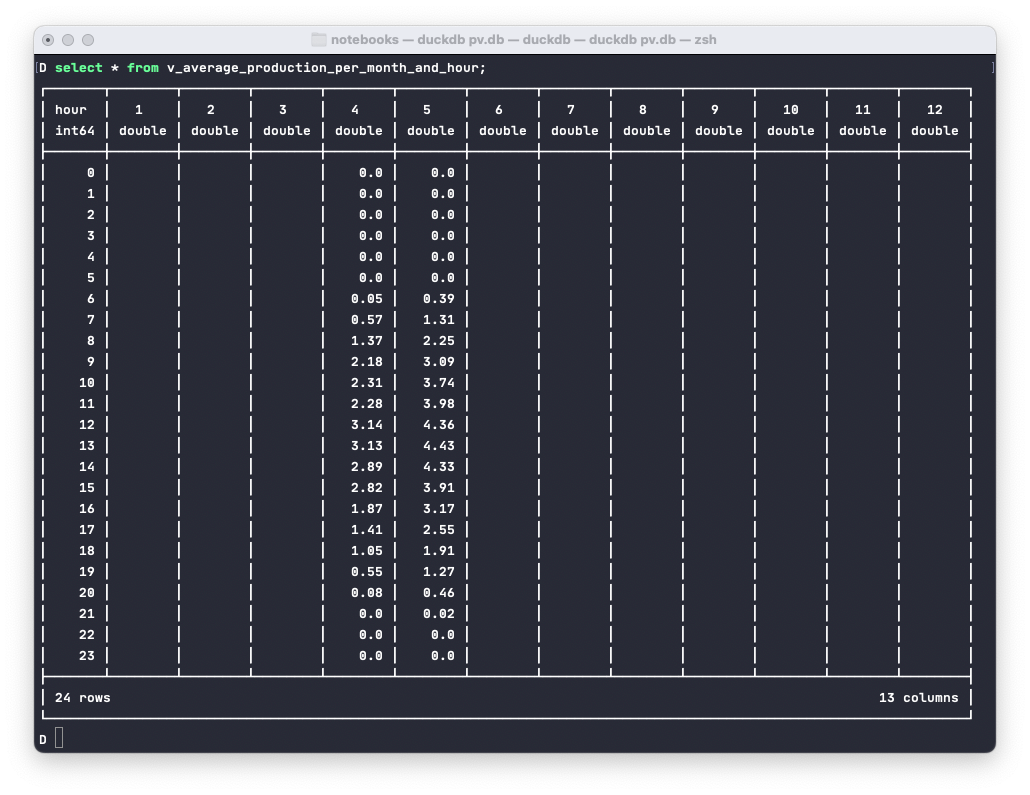 notebooks — duckdb pv.db — duckdb — duckdb pv.db — zsh
[D select * from v_average_production_per_month_and_hour; ]
hour 1 2 3 4 5 6 7 8 9 10 11 12
int64 double double double double double double double double double double double double
0 0.0 0.0
1 0.0 0.0
2 0.0 0.0
3 0.0 0.0
4 0.0 0.0
5 0.0 0.0
6 0.05 0.39
7 0.57 1.31
8 1.37 2.25
9 2.18 3.09
10 2.31 3.74
11 2.28 3.98
12 3.14 4.36
13 3.13 4.43
14 2.89 4.33
15 2.82 3.91
16 1.87 3.17
17 1.41 2.55
18 1.05 1.91
19 0.55 1.27
20 0.08 0.46
21 0.0 0.02
22 0.0 0.0
23 0.0 0.0
24 rows 13 columns
D